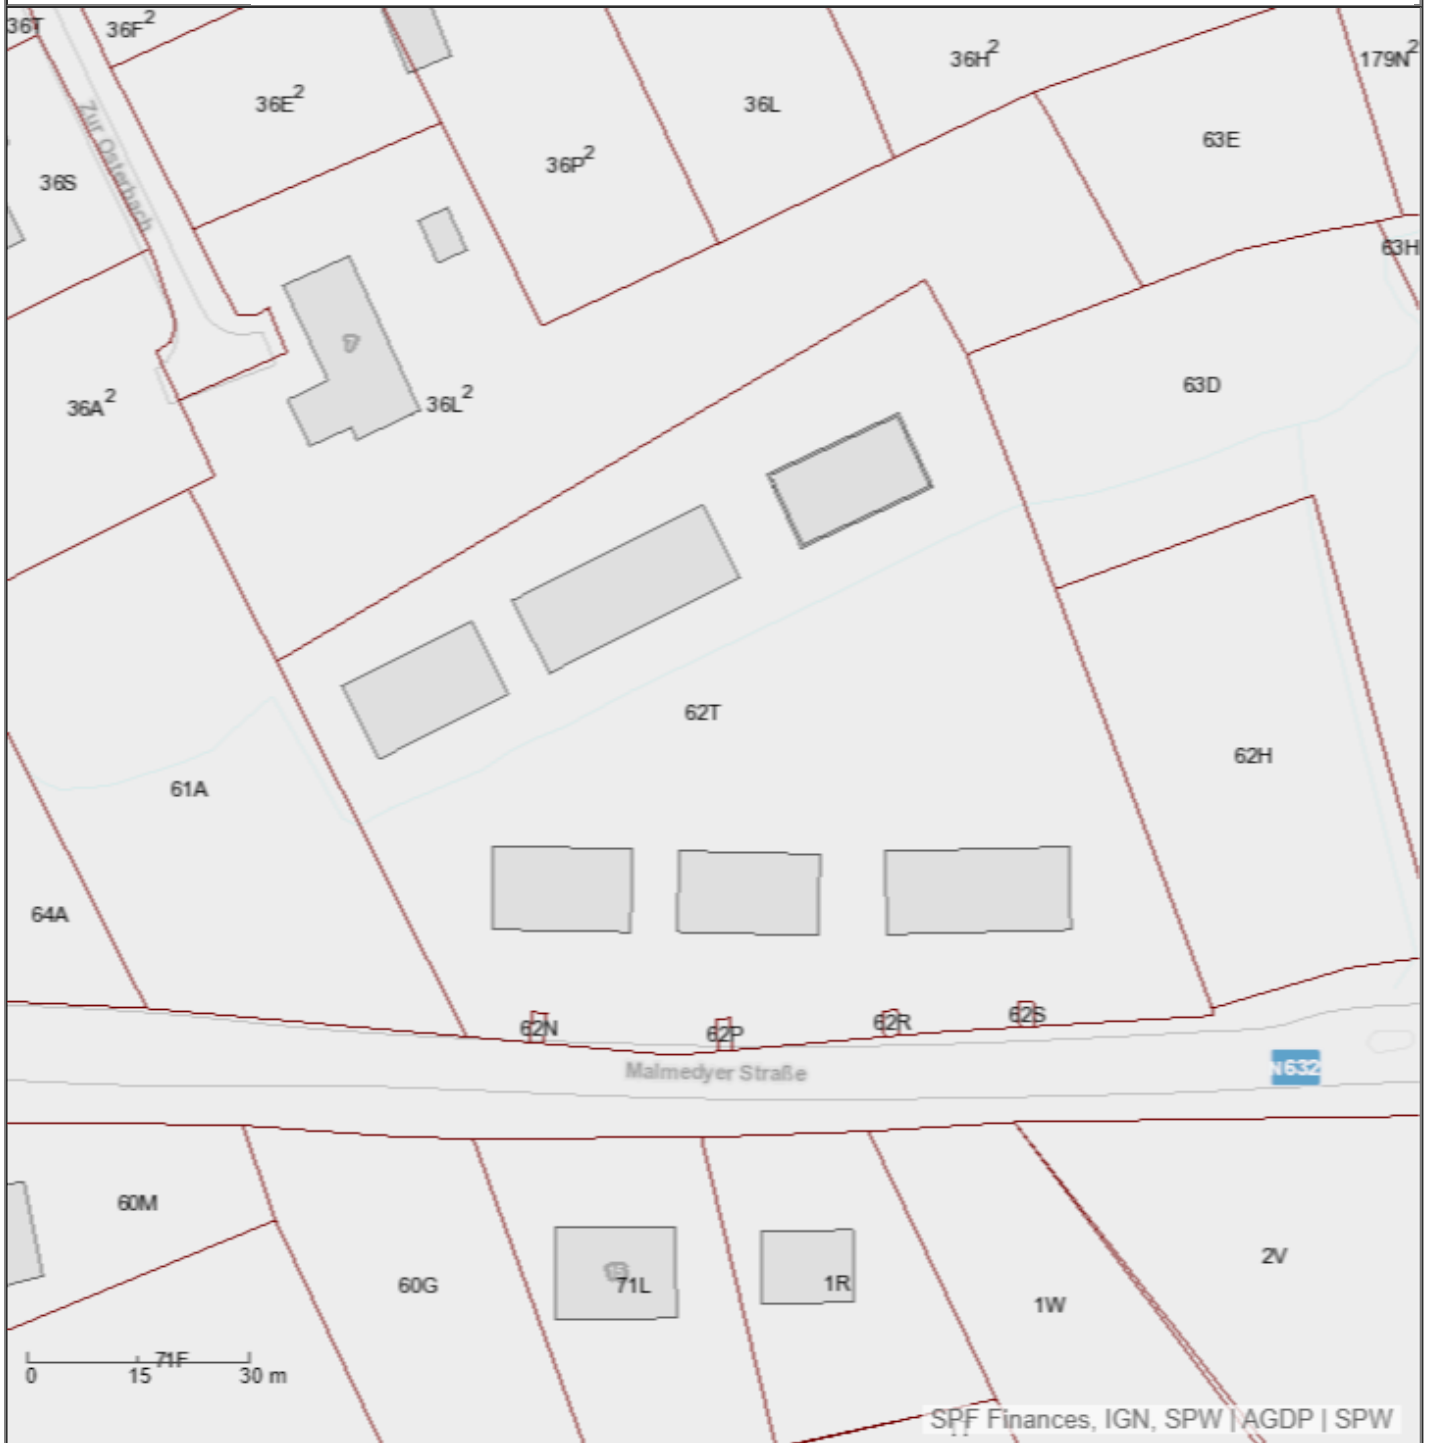 36T
36F²
36E²
36H²
179N²
36L
63E
36P²
Zur Osterbach
36S
63H
7
36A²
36L²
63D
62T
62H
61A
64A
62N
62P
62R
62S
Malmedyer Straße
N632
60M
60G
15
71L
1R
1W
2V
71F
0 15 30 m
SPF Finances, IGN, SPW | AGDP | SPW